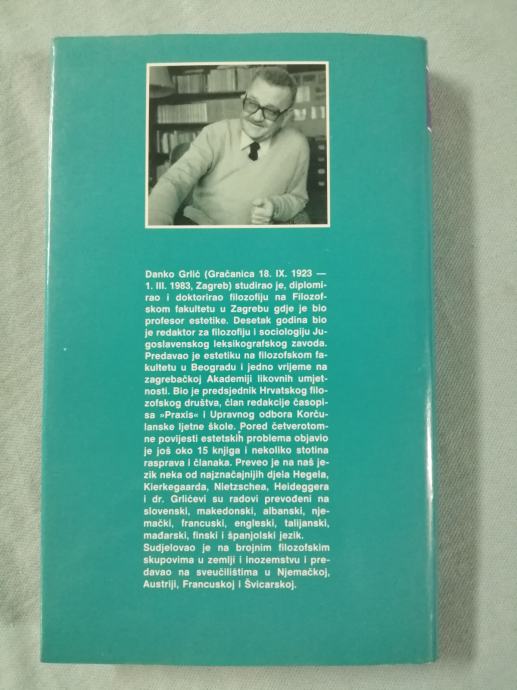 Danko Grlić (Gračanica 18. IX. 1923 —
1. III. 1983, Zagreb) studirao je, diplomi-
rao i doktorirao filozofiju na Filozof-
skom fakultetu u Zagrebu gdje je bio
profesor estetike. Desetak godina bio
je redaktor za filozofiju i sociologiju Ju-
goslavenskog leksikografskog zavoda.
Predavao je estetiku na filozofskom fa-
kultetu u Beogradu i jedno vrijeme na
zagrebačkoj Akademiji likovnih umjet-
nosti. Bio je predsjednik Hrvatskog filo-
zofskog društva, član redakcije časopi-
sa »Praxis« i Upravnog odbora Korču-
lanske ljetne škole. Pored četverotom-
ne povijesti estetskih problema objavio
je još oko 15 knjiga i nekoliko stotina
rasprava i članaka. Preveo je na naš je-
zik neka od najznačajnijih djela Hegela,
Kierkegaarda, Nietzschea, Heideggera
i dr. Grlićevi su radovi prevođeni na
slovenski, makedonski, albanski, nje-
mački, francuski, engleski, talijanski,
mađarski, finski i španjolski jezik.
Sudjelovao je na brojnim filozofskim
skupovima u zemlji i inozemstvu i pre-
davao na sveučilištima u Njemačkoj,
Austriji, Francuskoj i Švicarskoj.